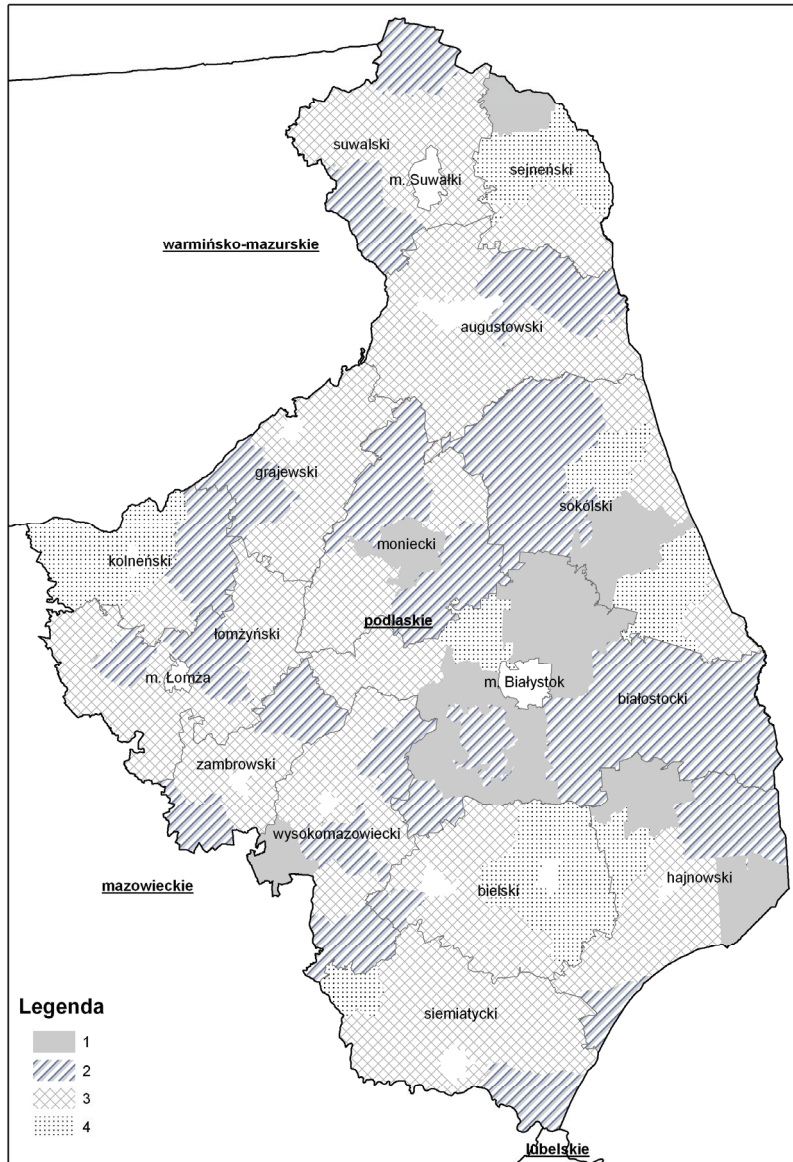 suwalski
m. Suwałki
sejneński
warmińsko-mazurskie
augustowski
grajewski
sokólski
moniecki
kolneński
podlaskie
łomżyński
m. Łomża
m. Białystok
białostocki
zambrowski
wysokomazowiecki
mazowieckie
bielski
hajnowski
siemiatycki
Legenda
1
2
3
4
lubelskie